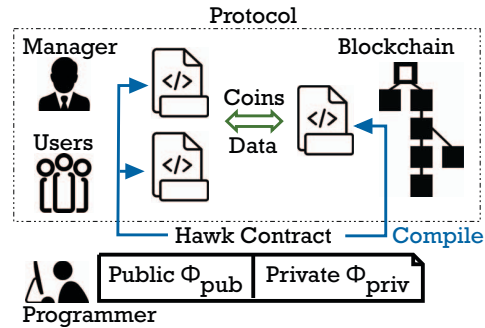 Protocol
Manager
Blockchain
</>
Coins
</>
Users
Data
</>
Hawk Contract
Compile
Public Φpub
Private Φpriv
Programmer